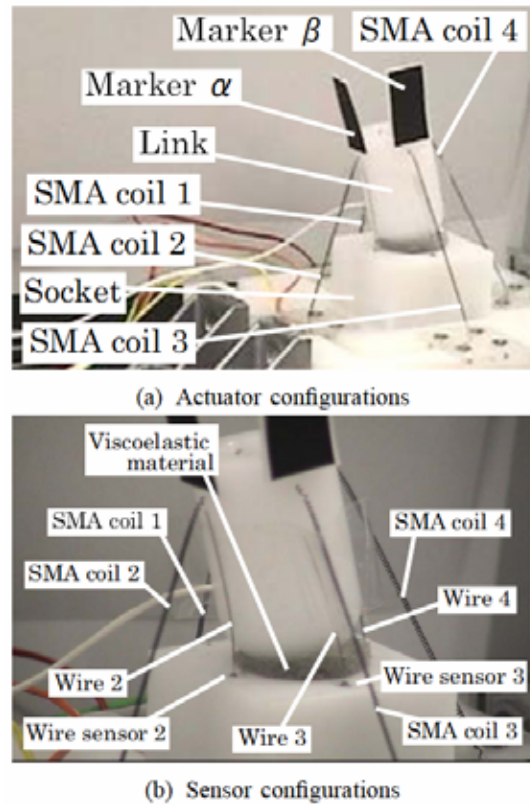 Marker β
SMA coil 4
Marker α
Link
SMA coil 1
SMA coil 2
Socket
SMA coil 3
(a) Actuator configurations
Viscoelastic
material
SMA coil 1
SMA coil 4
SMA coil 2
Wire 4
Wire 2
Wire sensor 3
Wire sensor 2
Wire 3
SMA coil 3
(b) Sensor configurations